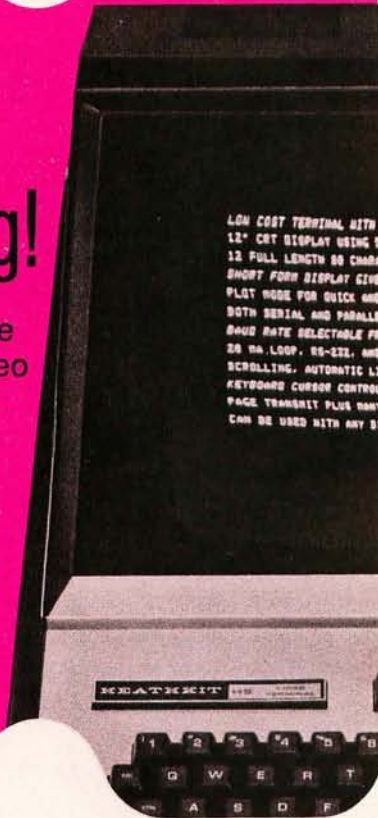 g!
e
eo
LOW COST TERMINAL WITH
12" CRT DISPLAY USING
12 FULL LENGTH 80 CHARA
SHORT FORM DISPLAY GIVE
PLOT MODE FOR QUICK AND
BOTH SERIAL AND PARALLE
BAUD RATE SELECTABLE F
20 MA.LOOP, RS-232, AND
SCROLLING, AUTOMATIC LI
KEYBOARD CURSOR CONTROL
PAGE TRANSMIT PLUS MANY
CAN BE USED WITH ANY
HEATHKIT H9 VIDEO
TERMINAL
1 2 3 4 5 6
Q W E R T
A S D F